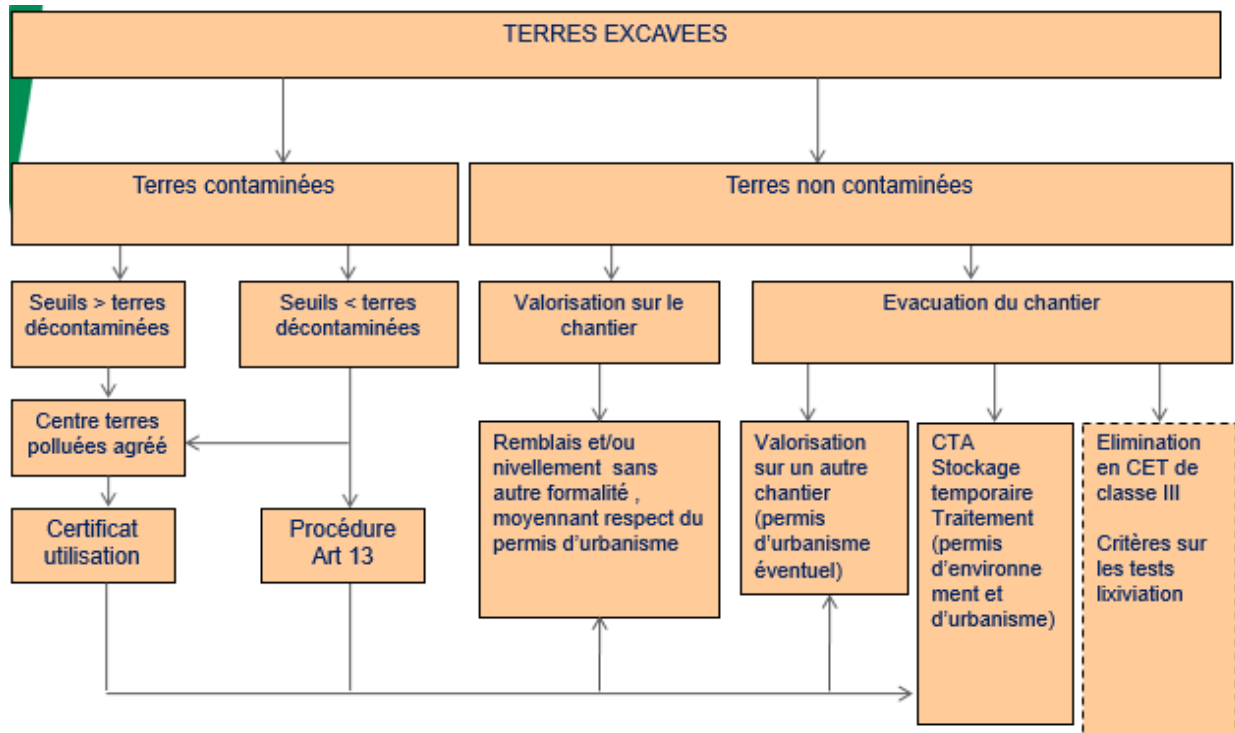 TERRES EXCAVEES
Terres contaminées
Terres non contaminées
Seuils > terres
décontaminées
Seuils < terres
décontaminées
Valorisation sur le
chantier
Evacuation du chantier
Centre terres
polluées agréé
Certificat
utilisation
Procédure
Art 13
Remblais et/ou
nivellement sans
autre formalité ,
moyennant respect du
permis d'urbanisme
Valorisation
sur un autre
chantier
(permis
d'urbanisme
éventuel)
CTA
Stockage
temporaire
Traitement
(permis
d'environne
ment et
d'urbanisme)
Elimination
en CET de
classe III
Critères sur
les tests
lixiviation